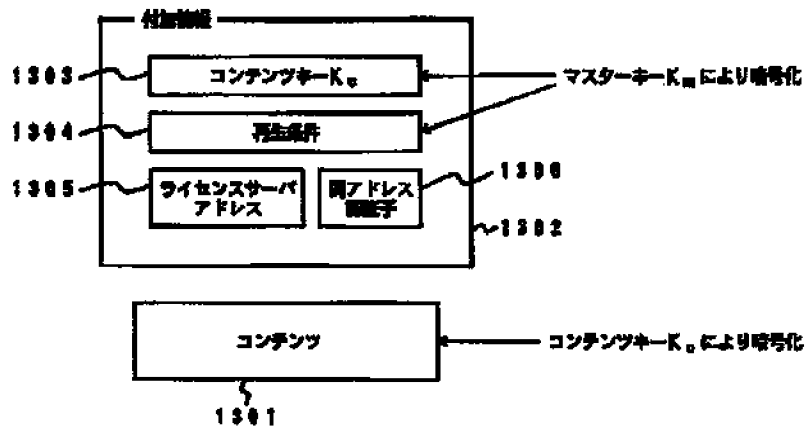 付加情報
1303
コンテンツキーKc
マスターキーKmにより暗号化
1304
再生条件
1305
ライセンスサーバ
アドレス
1306
同アドレス
1302
コンテンツ
コンテンツキーKcにより暗号化
1301